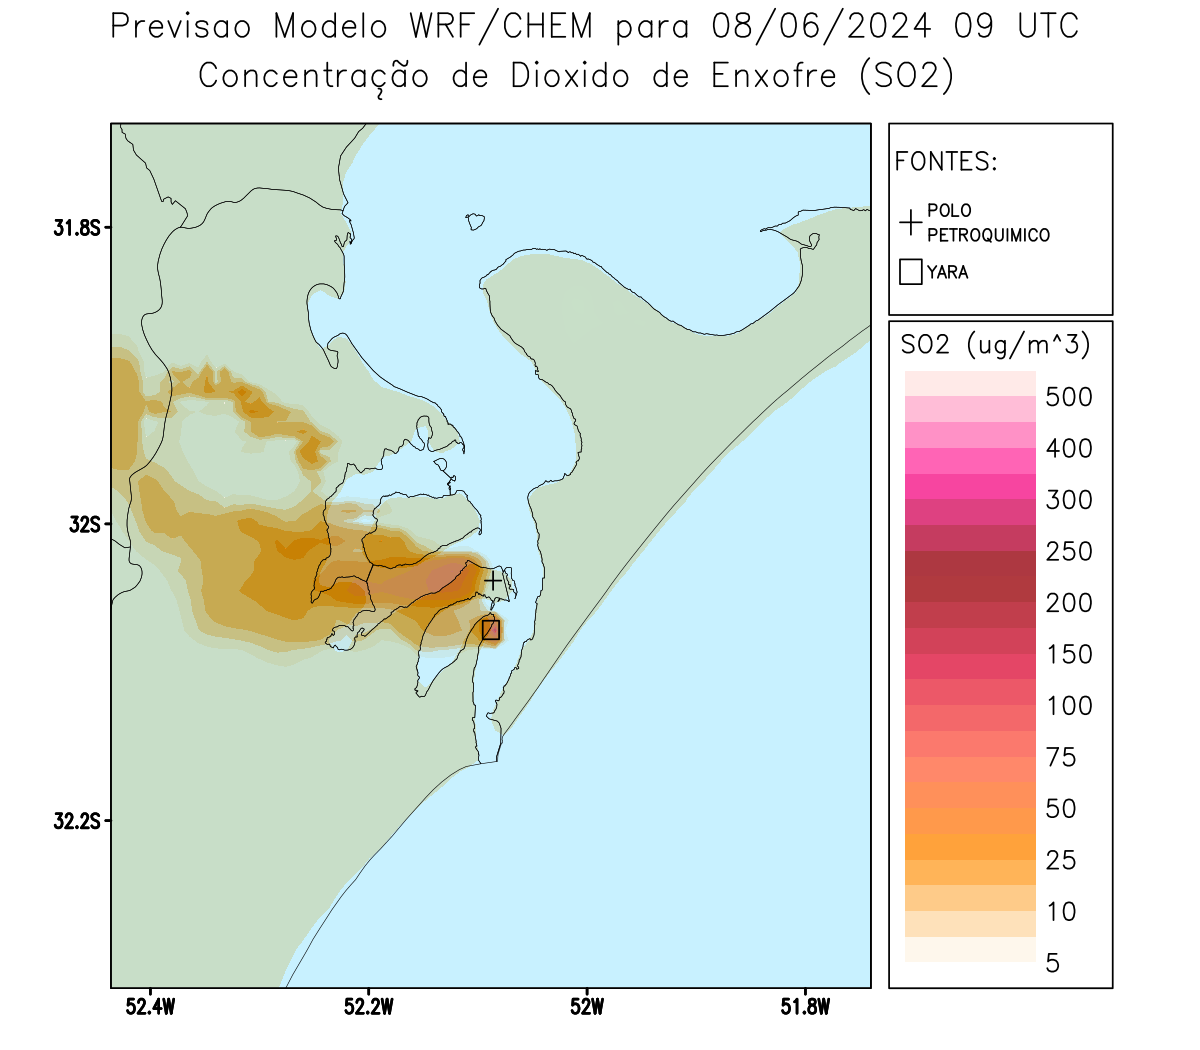 Previsao Modelo WRF/CHEM para 08/06/2024 09 UTC
Concentração de Dioxido de Enxofre (SO2)
FONTES:
POLO
PETROQUIMICO
YARA
SO2 (ug/m^3)
500
400
300
250
200
150
100
75
50
25
10
5
31.8S
32S
32.2S
52.4W
52.2W
52W
51.8W